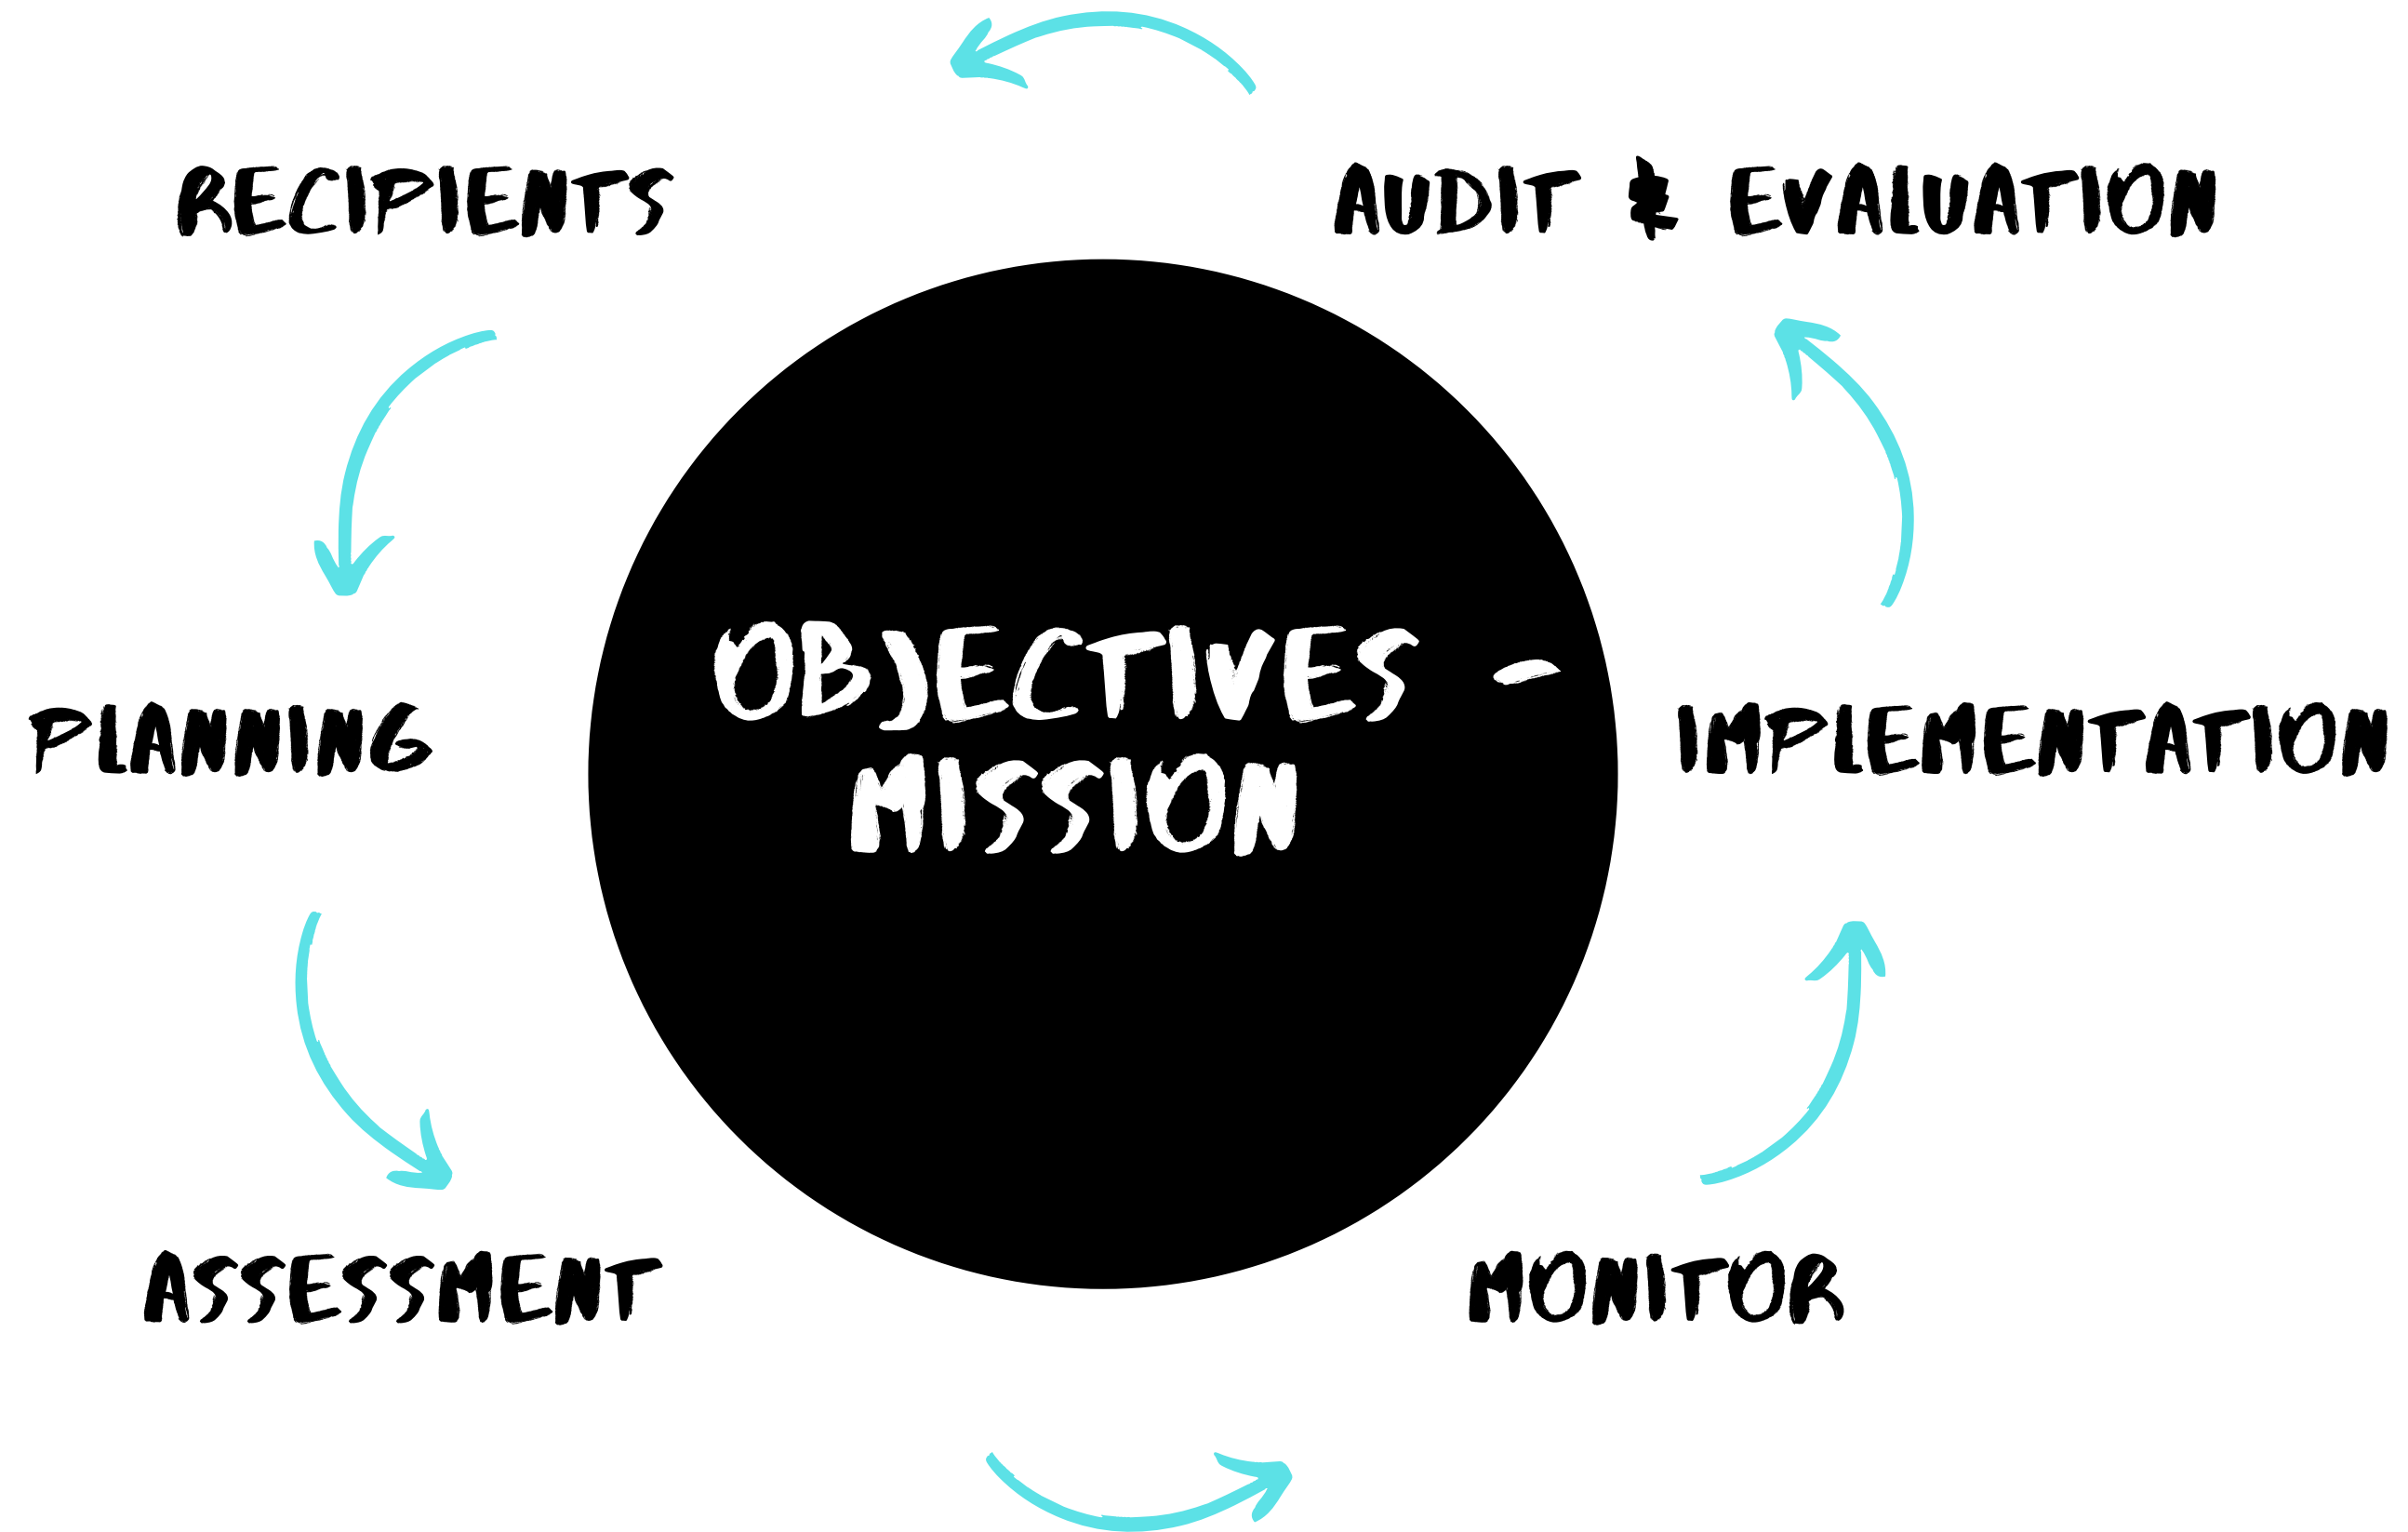 RECIPIENTS
AUDIT & EVALUATION
OBJECTIVES -
MISSION
PLANNING
IMPLEMENTATION
ASSESSMENT
MONITOR